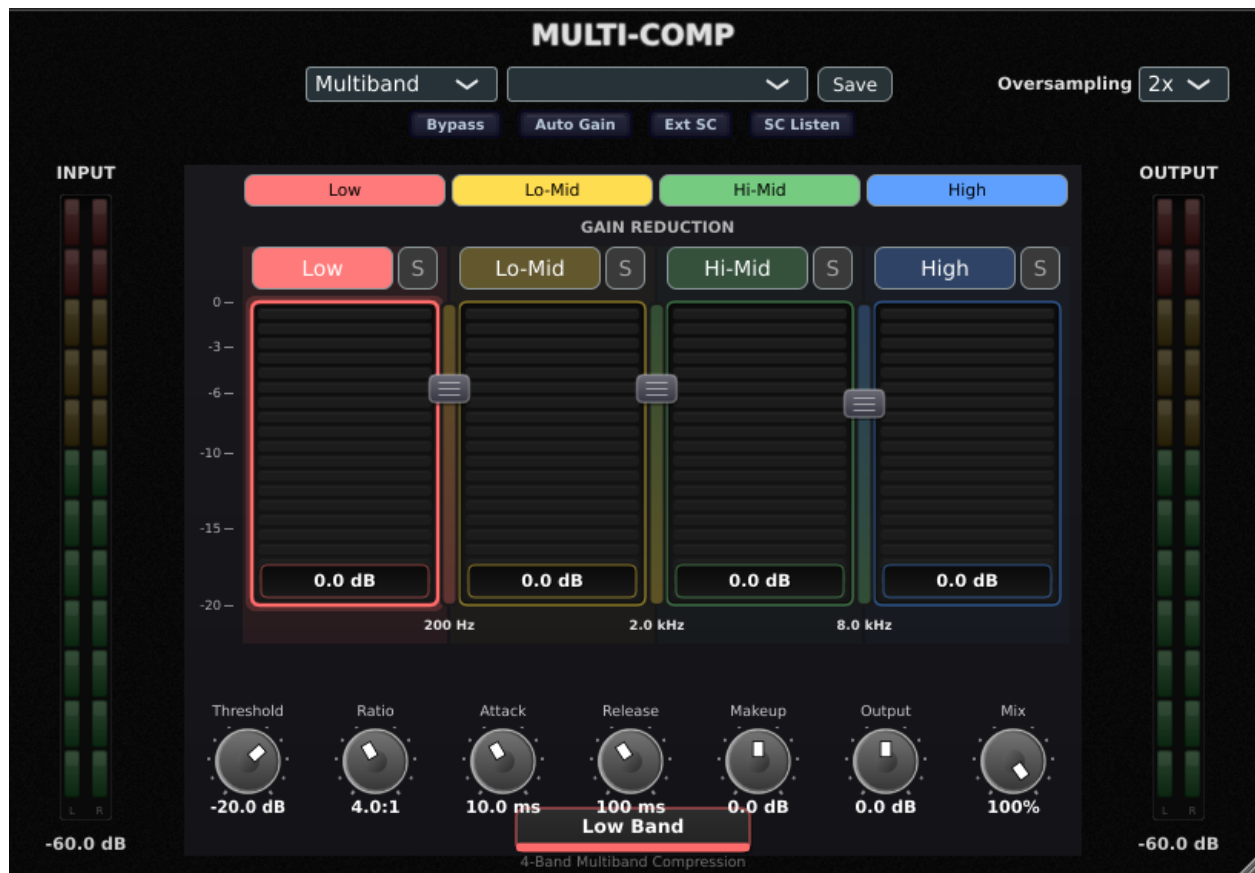 MULTI-COMP
Multiband Save Oversampling 2x
Bypass Auto Gain Ext SC SC Listen
INPUT OUTPUT
Low Lo-Mid Hi-Mid High
GAIN REDUCTION
Low S Lo-Mid S Hi-Mid S High S
0
-3
-6
-10
-15
0.0 dB 0.0 dB 0.0 dB 0.0 dB
-20
200 Hz 2.0 kHz 8.0 kHz
Threshold Ratio Attack Release Makeup Output Mix
-20.0 dB 4.0:1 10.0 ms 100 ms 0.0 dB 0.0 dB 100%
L R L R
Low Band
-60.0 dB -60.0 dB
4-Band Multiband Compression